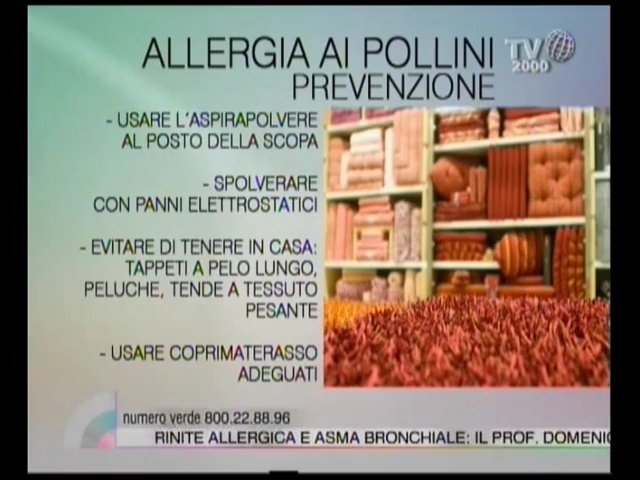 ALLERGIA AI POLLINI
PREVENZIONE
TV
2000
- USARE L'ASPIRAPOLVERE
AL POSTO DELLA SCOPA
- SPOLVERARE
CON PANNI ELETTROSTATICI
- EVITARE DI TENERE IN CASA:
TAPPETI A PELO LUNGO,
PELUCHE, TENDE A TESSUTO
PESANTE
- USARE COPRIMATERASSO
ADEGUATI
numero verde 800.22.88.96
RINITE ALLERGICA E ASMA BRONCHIALE: IL PROF. DOMENIC